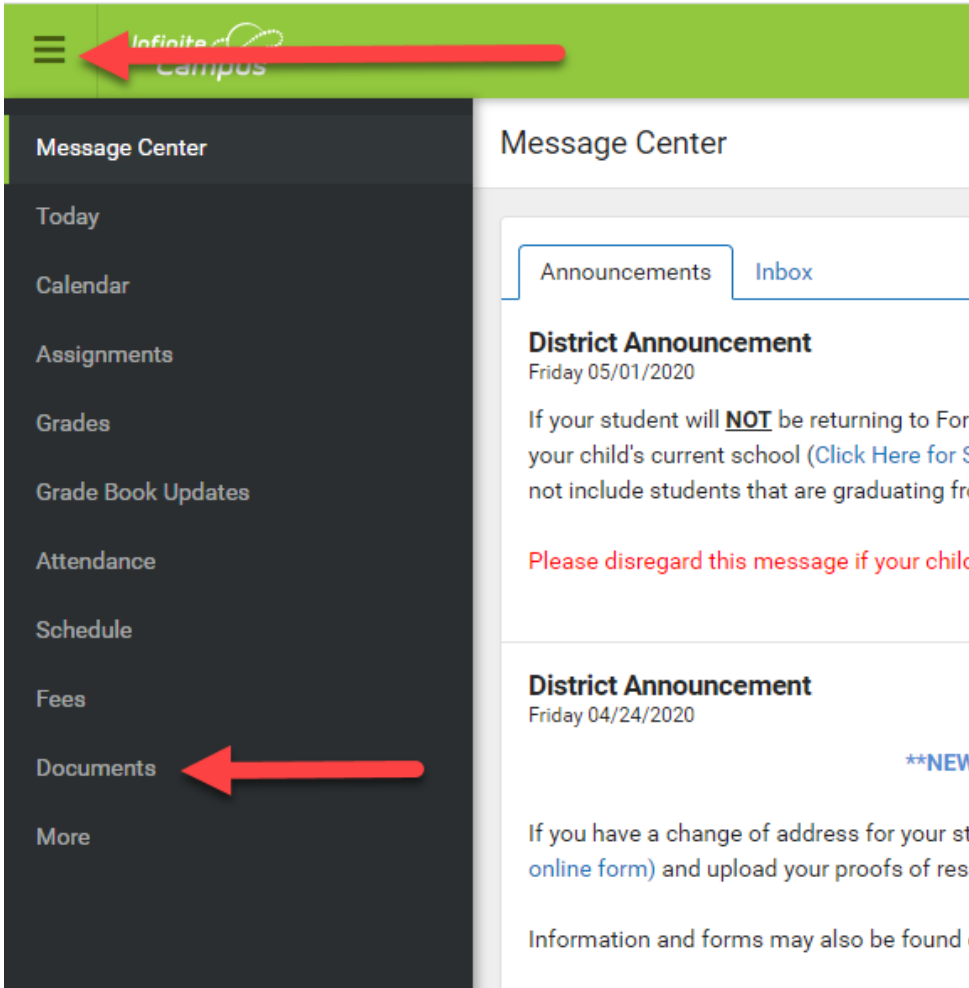 Infinite
Campus
Message Center
Today
Calendar
Assignments
Grades
Grade Book Updates
Attendance
Schedule
Fees
Documents
More
Message Center
Announcements Inbox
District Announcement
Friday 05/01/2020
If your student will NOT be returning to For
your child's current school (Click Here for S
not include students that are graduating fr
Please disregard this message if your chil
District Announcement
Friday 04/24/2020
**NEW
If you have a change of address for your st
online form) and upload your proofs of res
Information and forms may also be found